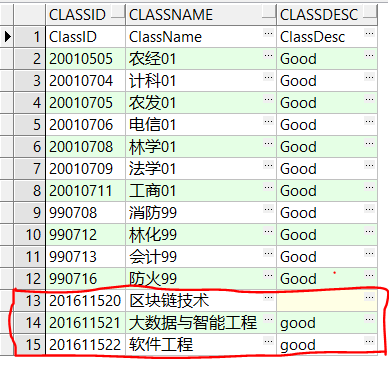 CLASSID CLASSNAME CLASSDESC
1 ClassID ClassName ClassDesc
2 20010505 农经01 Good
3 20010704 计科01 Good
4 20010705 农发01 Good
5 20010706 电信01 Good
6 20010708 林学01 Good
7 20010709 法学01 Good
8 20010711 工商01 Good
9 990708 消防99 Good
10 990712 林化99 Good
11 990713 会计99 Good
12 990716 防火99 Good
13 201611520 区块链技术
14 201611521 大数据与智能工程 good
15 201611522 软件工程 good